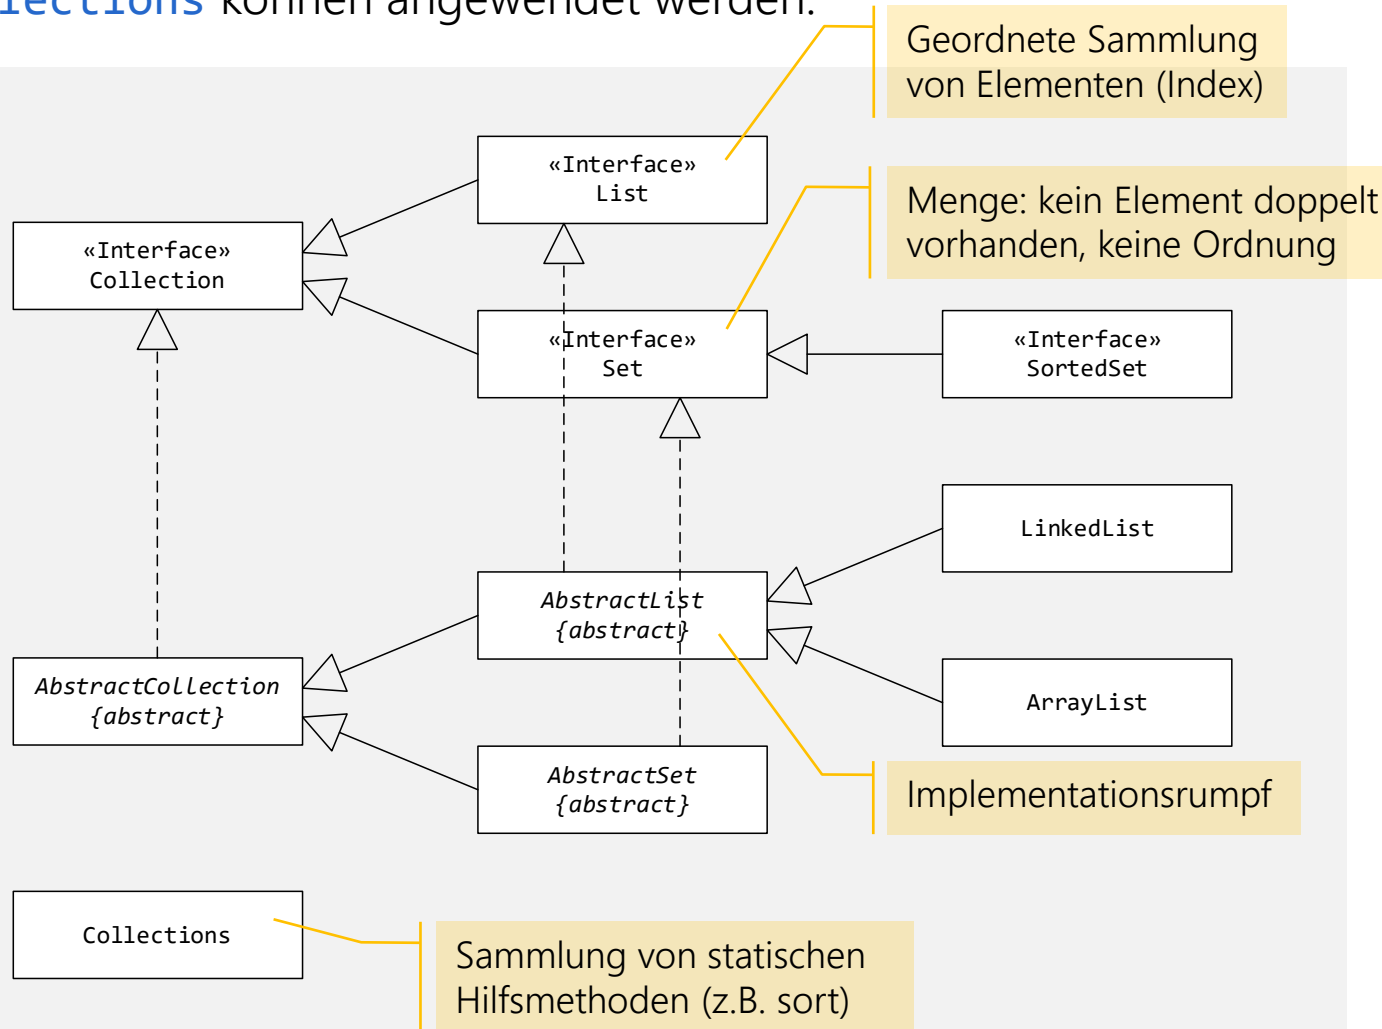 lections können angewendet werden.
Geordnete Sammlung
von Elementen (Index)
«Interface»
List
Menge: kein Element doppelt
vorhanden, keine Ordnung
«Interface»
Collection
«Interface»
Set
«Interface»
SortedSet
LinkedList
AbstractList
{abstract}
AbstractCollection
{abstract}
ArrayList
AbstractSet
{abstract}
Implementationsrumpf
Collections
Sammlung von statischen
Hilfsmethoden (z.B. sort)